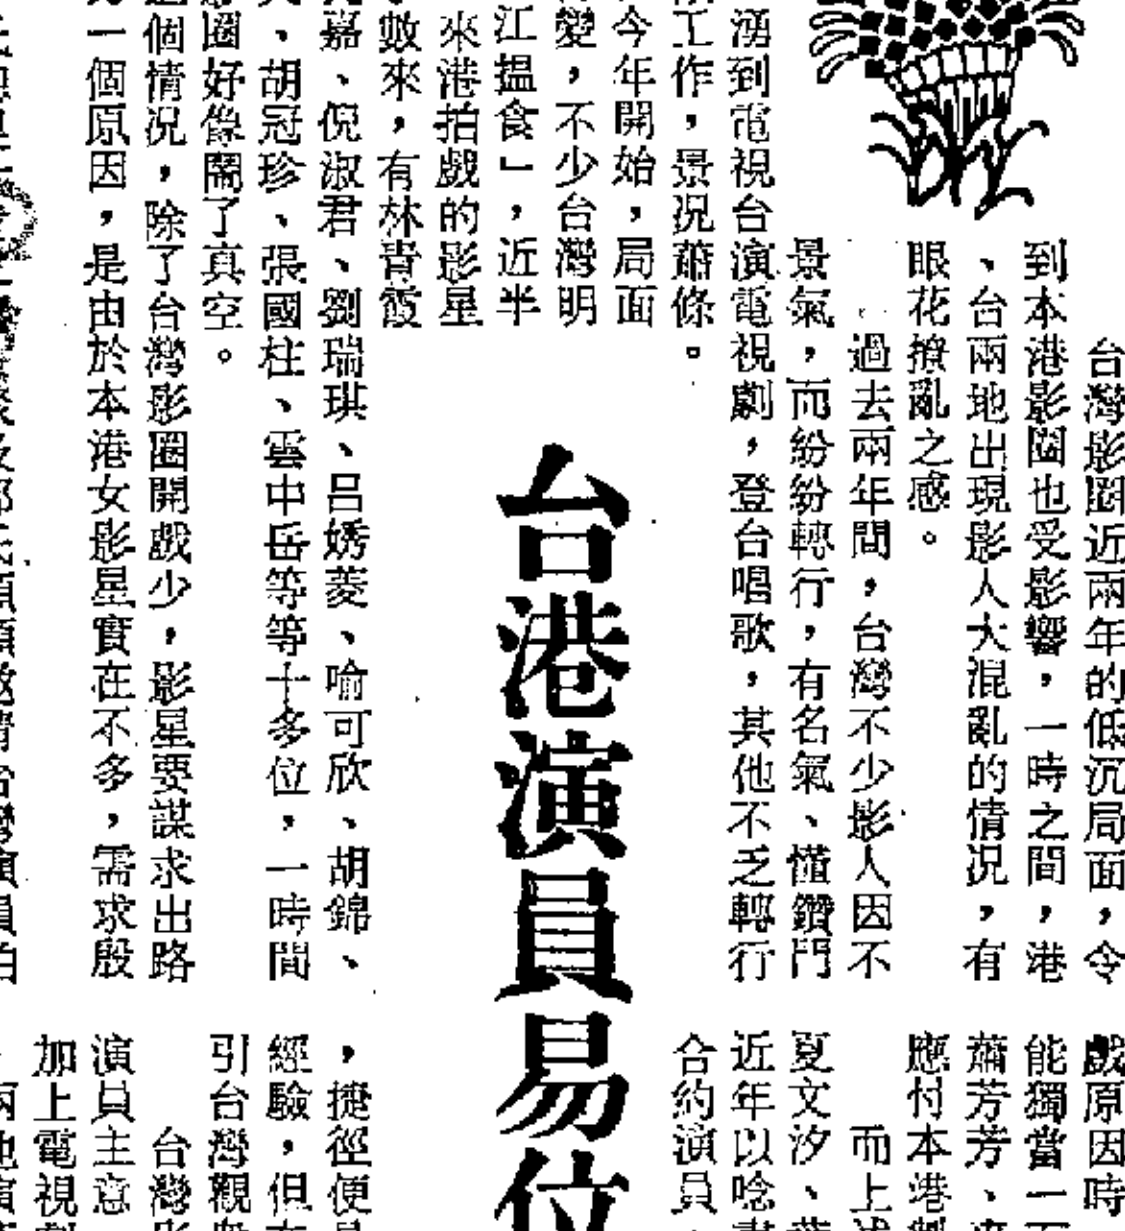 台港演員易位
台灣影圈近兩年的低沉局面，令
到本港影圈也受影響，一時之間，港
、台兩地出現影人大混亂的情况，有
眼花撩亂之感。
過去兩年間，台灣不少影人因不
景氣，而紛紛轉行，有名氣、懂鑽門
湧到電視台演電視劇，登台唱歌，其他不乏轉行
工作，景況蕭條。
今年開始，局面
變，不少台灣明
江揾食」，近半
來港拍戲的影星
數來，有林青霞
嘉、倪淑君、劉瑞琪、呂菱、喻可欣、胡錦、
、胡冠珍、張國柱、雲中岳等等十多位，一時間
圈好像鬧了真空。
個情况，除了台灣影圈開戲少，影星要謀求出路
一個原因，是由於本港女影星實在不多，需求殷
戲原因時
能獨當一
蕭芳芳、
應付本港
而上
夏文汐、
近年以唸
合約演員
，捷徑便
經驗，但
引台灣觀
台灣
演員主意
加上電視